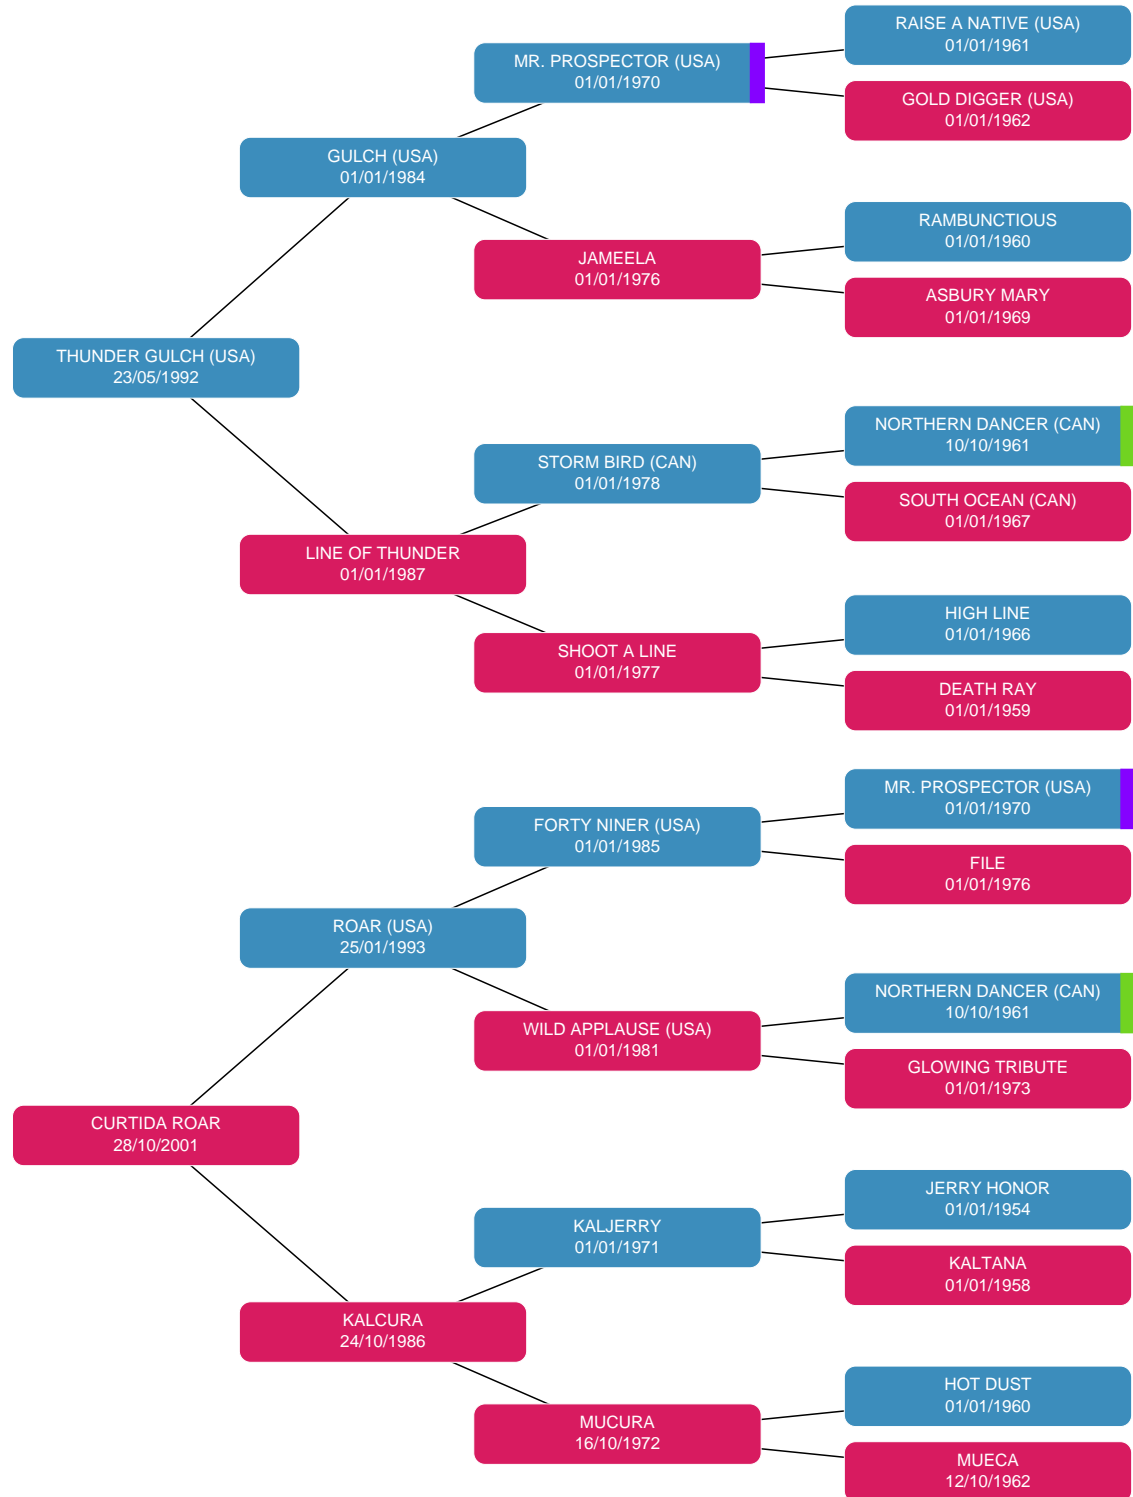 RAISE A NATIVE (USA)
01/01/1961
MR. PROSPECTOR (USA)
01/01/1970
GOLD DIGGER (USA)
01/01/1962
GULCH (USA)
01/01/1984
RAMBUNCTIOUS
01/01/1960
JAMEELA
01/01/1976
ASBURY MARY
01/01/1969
THUNDER GULCH (USA)
23/05/1992
NORTHERN DANCER (CAN)
10/10/1961
STORM BIRD (CAN)
01/01/1978
SOUTH OCEAN (CAN)
01/01/1967
LINE OF THUNDER
01/01/1987
HIGH LINE
01/01/1966
SHOOT A LINE
01/01/1977
DEATH RAY
01/01/1959
MR. PROSPECTOR (USA)
01/01/1970
FORTY NINER (USA)
01/01/1985
FILE
01/01/1976
ROAR (USA)
25/01/1993
NORTHERN DANCER (CAN)
10/10/1961
WILD APPLAUSE (USA)
01/01/1981
GLOWING TRIBUTE
01/01/1973
CURTIDA ROAR
28/10/2001
JERRY HONOR
01/01/1954
KALJERRY
01/01/1971
KALTANA
01/01/1958
KALCURA
24/10/1986
HOT DUST
01/01/1960
MUCURA
16/10/1972
MUECA
12/10/1962